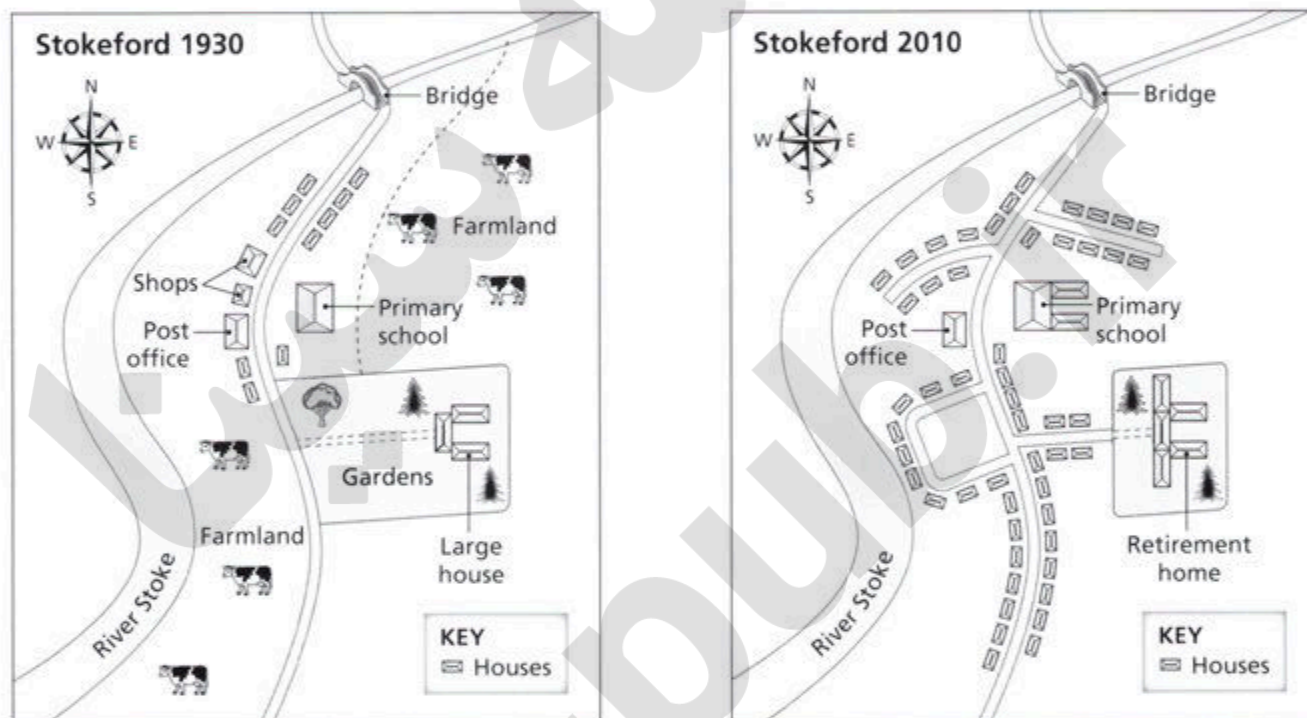 Stokeford 1930
N
W E
S
Bridge
Farmland
Shops
Primary
school
Post
office
Gardens
Farmland
Large
house
River Stoke
KEY
Houses
Stokeford 2010
N
W E
S
Bridge
Primary
school
Post
office
Retirement
home
River Stoke
KEY
Houses